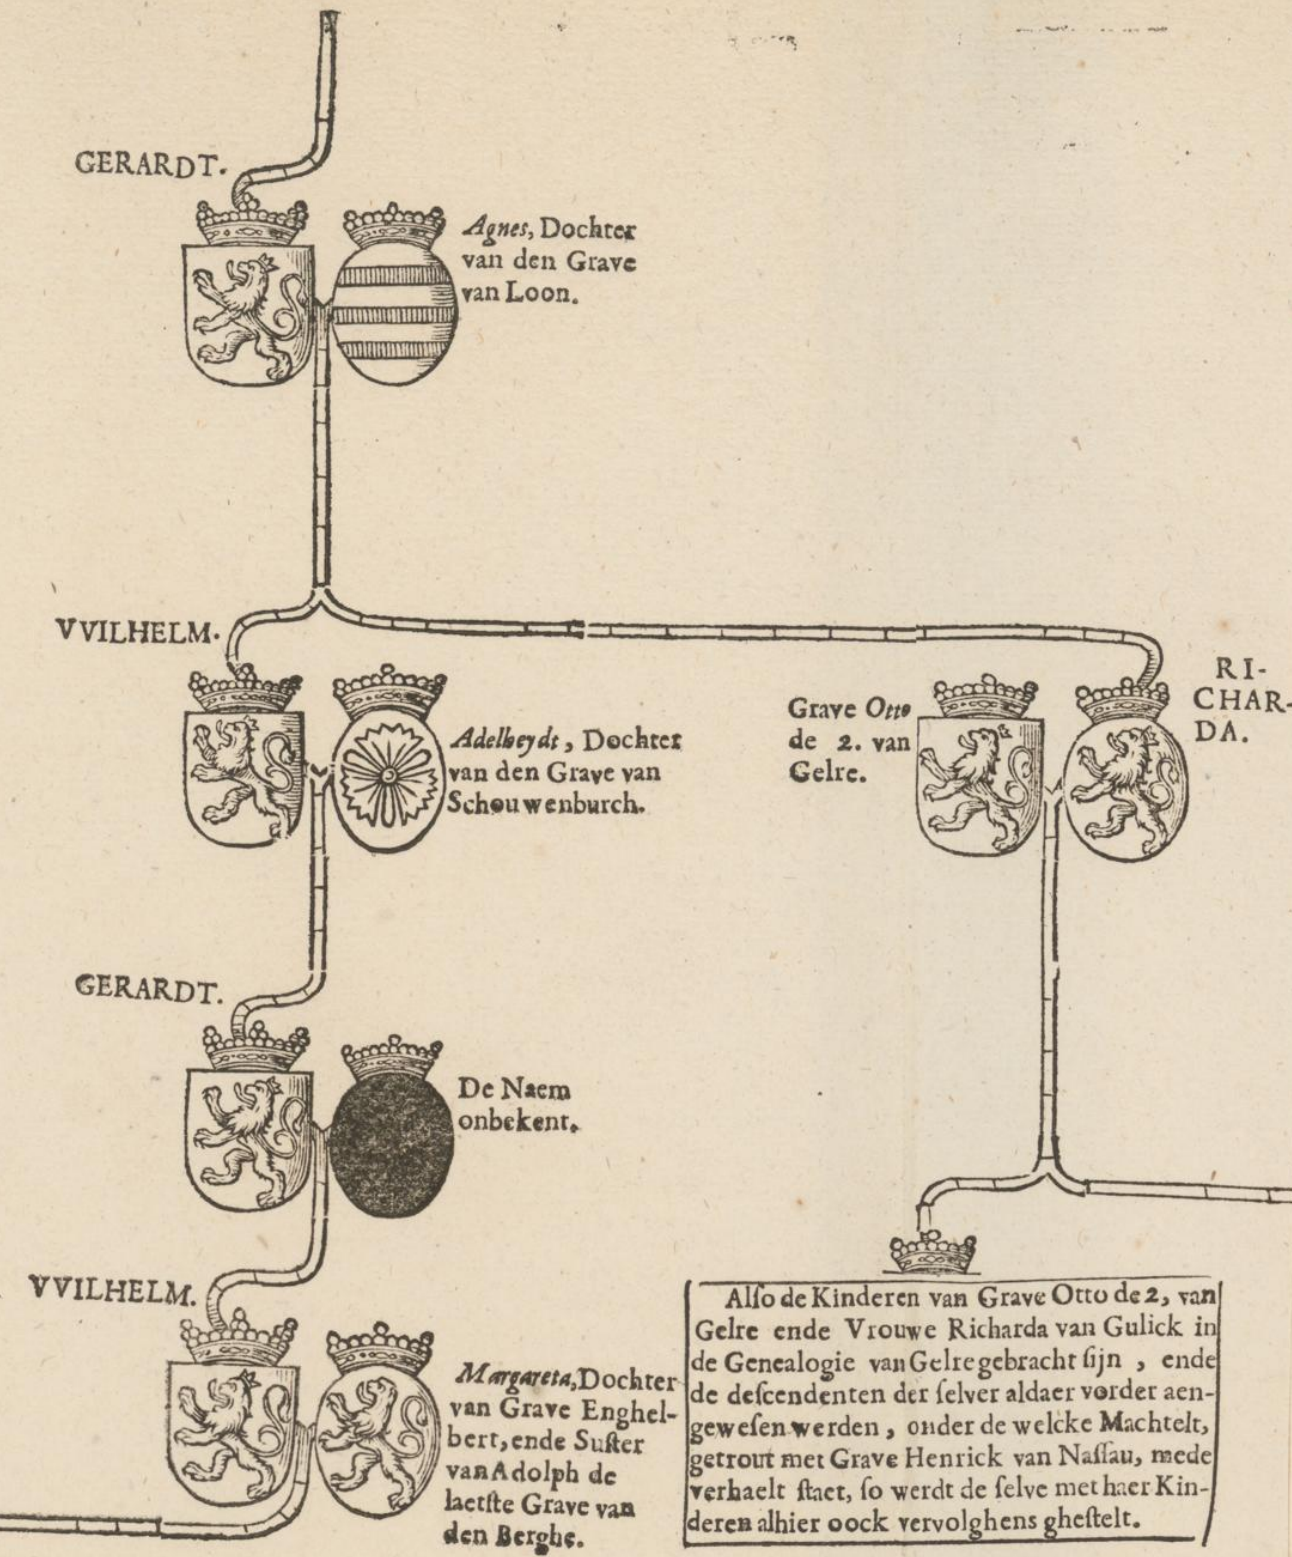 GERARDT.
Agnes, Dochter
van den Grave
van Loon.
VVILHELM.
Adelheydt, Dochter
van den Grave van
Schouwenburch.
Grave Otto
de 2. van
Gelre.
RI-
CHAR-
DA.
GERARDT.
De Naem
onbekent.
VVILHELM.
Margareta, Dochter
van Grave Enghel-
bert, ende Suſter
van Adolph de
laetſte Grave van
den Berghe.
Alſo de Kinderen van Grave Otto de 2, van
Gelre ende Vrouwe Richarda van Gulick in
de Genealogie van Gelre gebracht ſijn, ende
de deſcendenten der ſelver aldaer vorder aen-
geweſen werden, onder de welcke Machtelt,
getrout met Grave Henrick van Naſſau, mede
verhaelt ſtaet, ſo werdt de ſelve met haer Kin-
deren alhier oock vervolghens gheſtelt.